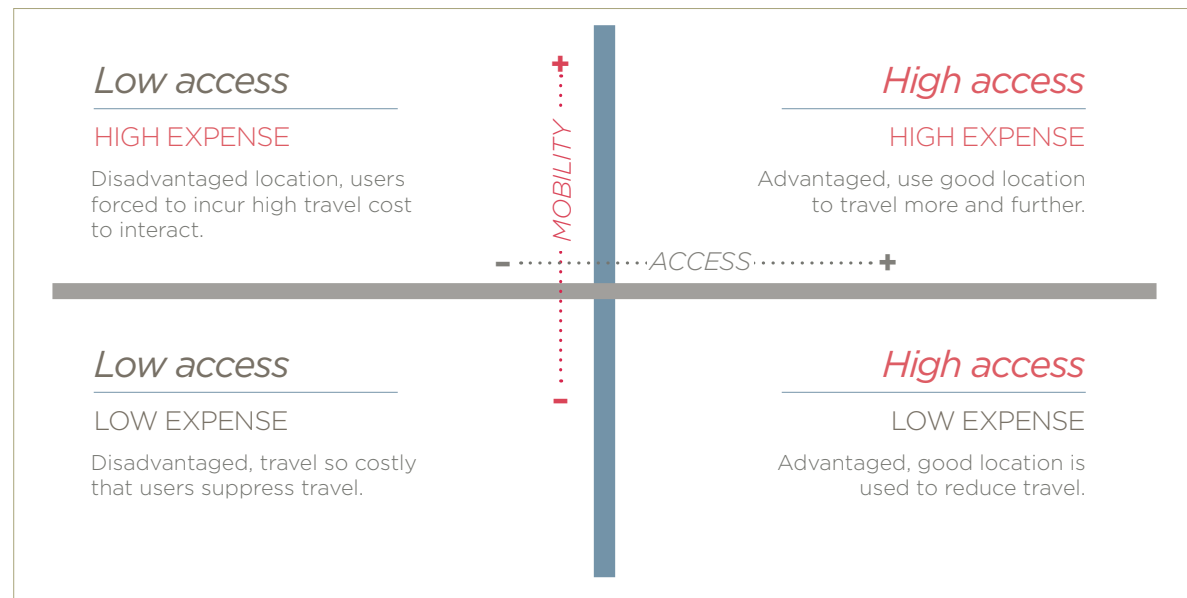 Low access
HIGH EXPENSE
Disadvantaged location, users
forced to incur high travel cost
to interact.
+
MOBILITY
-
High access
HIGH EXPENSE
Advantaged, use good location
to travel more and further.
- ACCESS +
Low access
LOW EXPENSE
Disadvantaged, travel so costly
that users suppress travel.
High access
LOW EXPENSE
Advantaged, good location is
used to reduce travel.